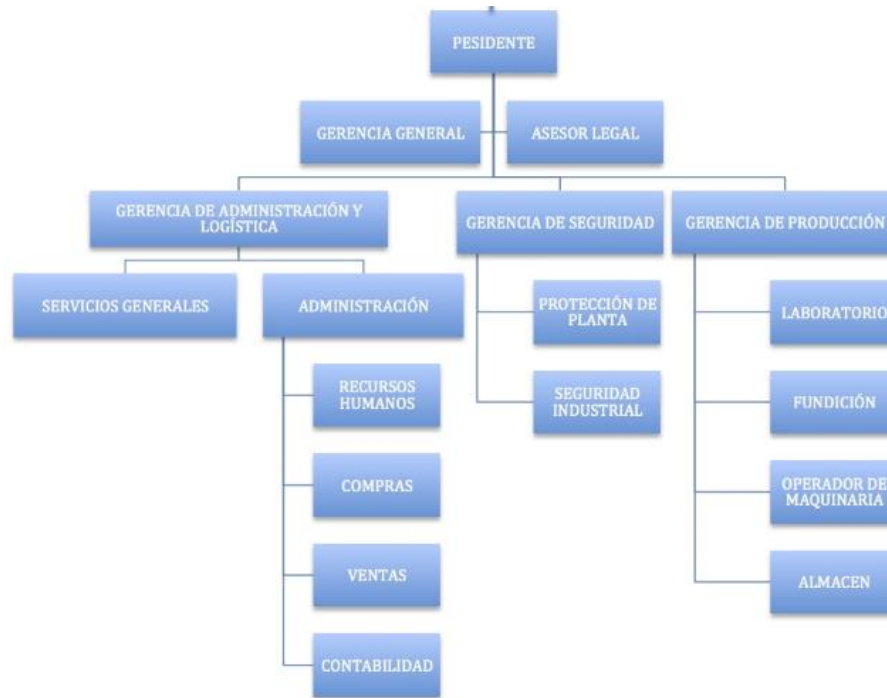 PESIDENTE
GERENCIA GENERAL
ASESOR LEGAL
GERENCIA DE ADMINISTRACIÓN Y
LOGÍSTICA
GERENCIA DE SEGURIDAD
GERENCIA DE PRODUCCIÓN
SERVICIOS GENERALES
ADMINISTRACIÓN
PROTECCIÓN DE
PLANTA
LABORATORIO
RECURSOS
HUMANOS
SEGURIDAD
INDUSTRIAL
FUNDICIÓN
COMPRAS
OPERADOR DE
MAQUINARIA
VENTAS
ALMACEN
CONTABILIDAD